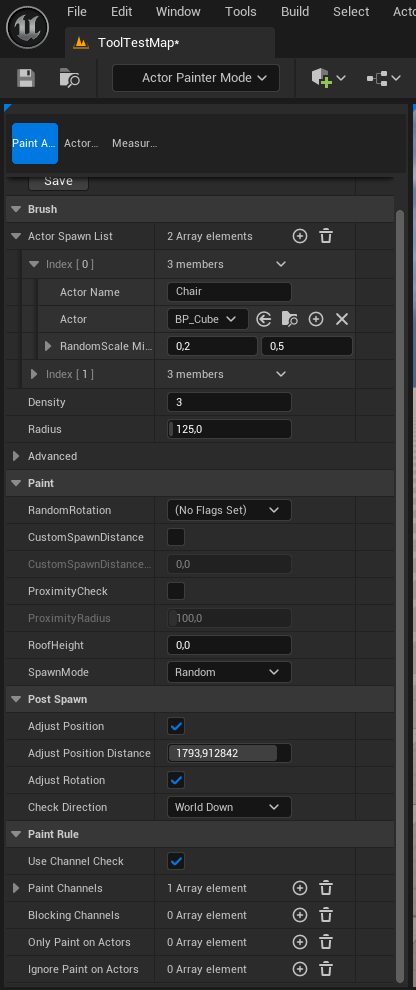 File Edit Window Tools Build Select Acto
ToolTestMap*
Actor Painter Mode
Paint A... Actor... Measur...
Save
Brush
Actor Spawn List 2 Array elements
Index [ 0 ] 3 members
Actor Name Chair
Actor BP_Cube
RandomScale Mi... 0,2 0,5
Index [ 1 ] 3 members
Density 3
Radius 125,0
Advanced
Paint
RandomRotation (No Flags Set)
CustomSpawnDistance
CustomSpawnDistance... 0,0
ProximityCheck
ProximityRadius 100,0
RoofHeight 0,0
SpawnMode Random
Post Spawn
Adjust Position
Adjust Position Distance 1793,912842
Adjust Rotation
Check Direction World Down
Paint Rule
Use Channel Check
Paint Channels 1 Array element
Blocking Channels 0 Array element
Only Paint on Actors 0 Array element
Ignore Paint on Actors 0 Array element